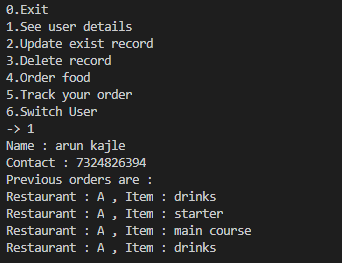 0.Exit
1.See user details
2.Update exist record
3.Delete record
4.Order food
5.Track your order
6.Switch User
-> 1
Name : arun kajle
Contact : 7324826394
Previous orders are :
Restaurant : A , Item : drinks
Restaurant : A , Item : starter
Restaurant : A , Item : main course
Restaurant : A , Item : drinks